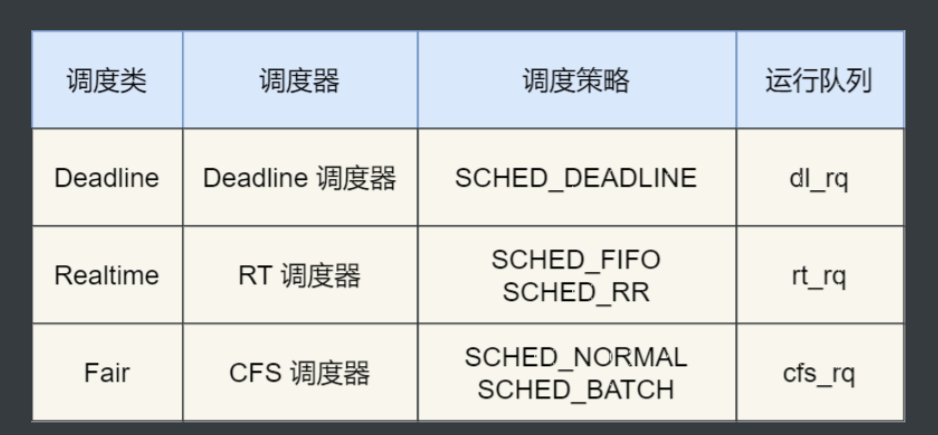 调度类 调度器 调度策略 运行队列
Deadline Deadline 调度器 SCHED_DEADLINE dl_rq
Realtime RT 调度器 SCHED_FIFO rt_rq
SCHED_RR
Fair CFS 调度器 SCHED_NORMAL cfs_rq
SCHED_BATCH